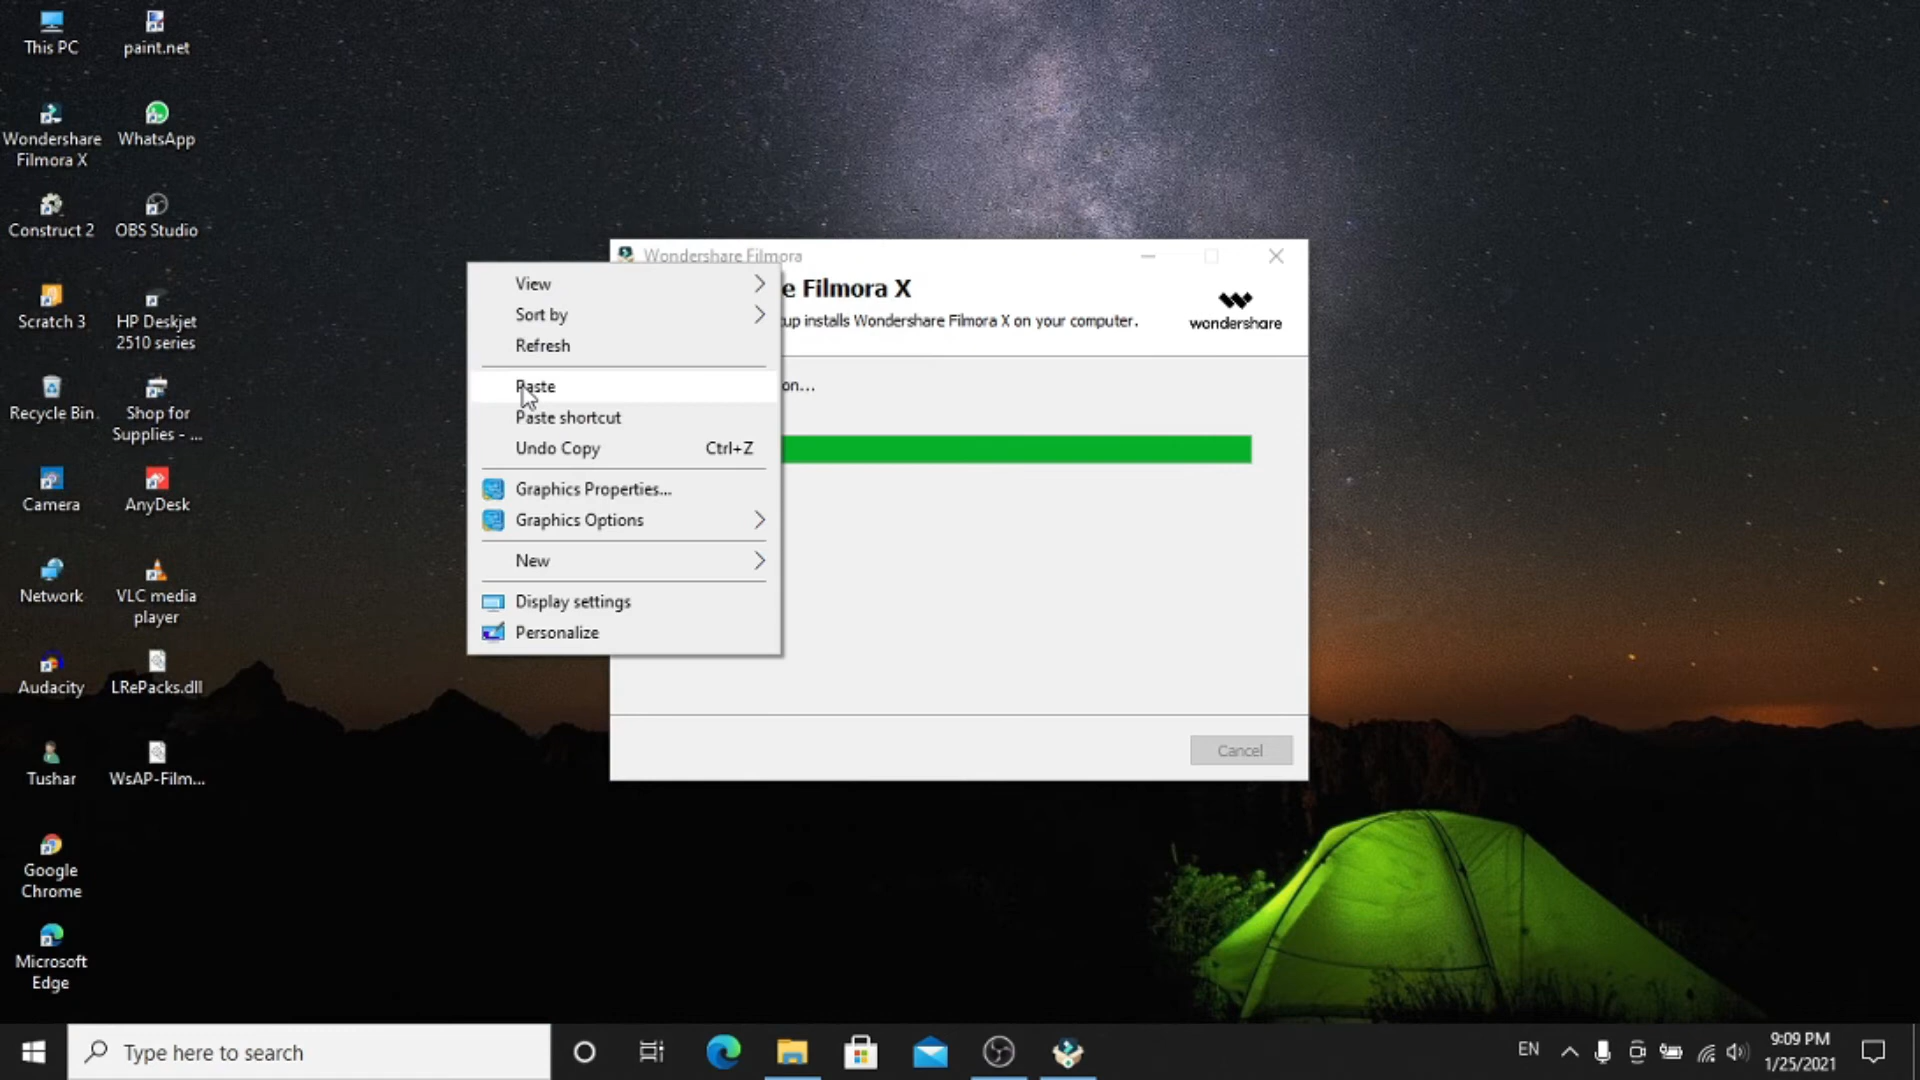 This PC
paint.net
Wondershare
Filmora X
WhatsApp
Construct 2
OBS Studio
Scratch 3
HP Deskjet
2510 series
Recycle Bin
Shop for
Supplies - ...
Camera
AnyDesk
Network
VLC media
player
Audacity
LRePacks.dll
Tushar
WsAP-Film...
Google
Chrome
Microsoft
Edge
Wondershare Filmora
e Filmora X
up installs Wondershare Filmora X on your computer.
wondershare
on...
Cancel
View
Sort by
Refresh
Paste
Paste shortcut
Undo Copy Ctrl+Z
Graphics Properties...
Graphics Options
New
Display settings
Personalize
Type here to search
EN
9:09 PM
1/25/2021